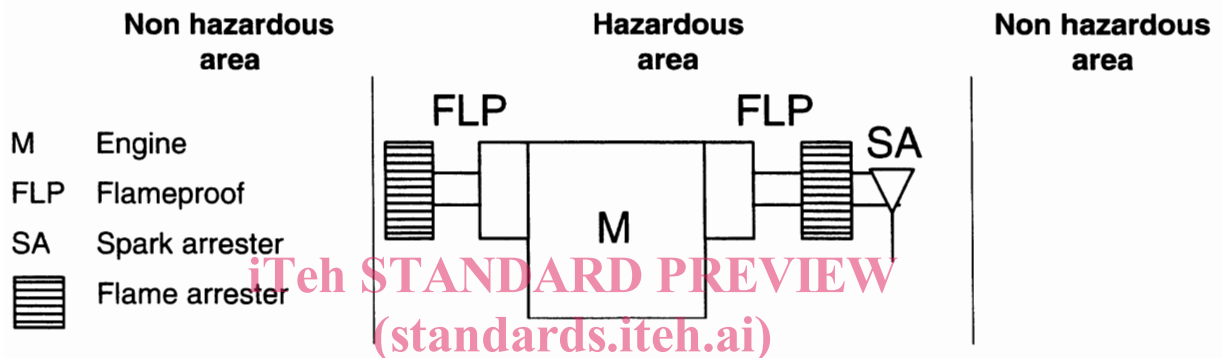 Non hazardous
area
Hazardous
area
Non hazardous
area
FLP
FLP
SA
M
M Engine
FLP Flameproof
SA Spark arrester
Flame arrester
iTeh STANDARD PREVIEW
(standards.iteh.ai)